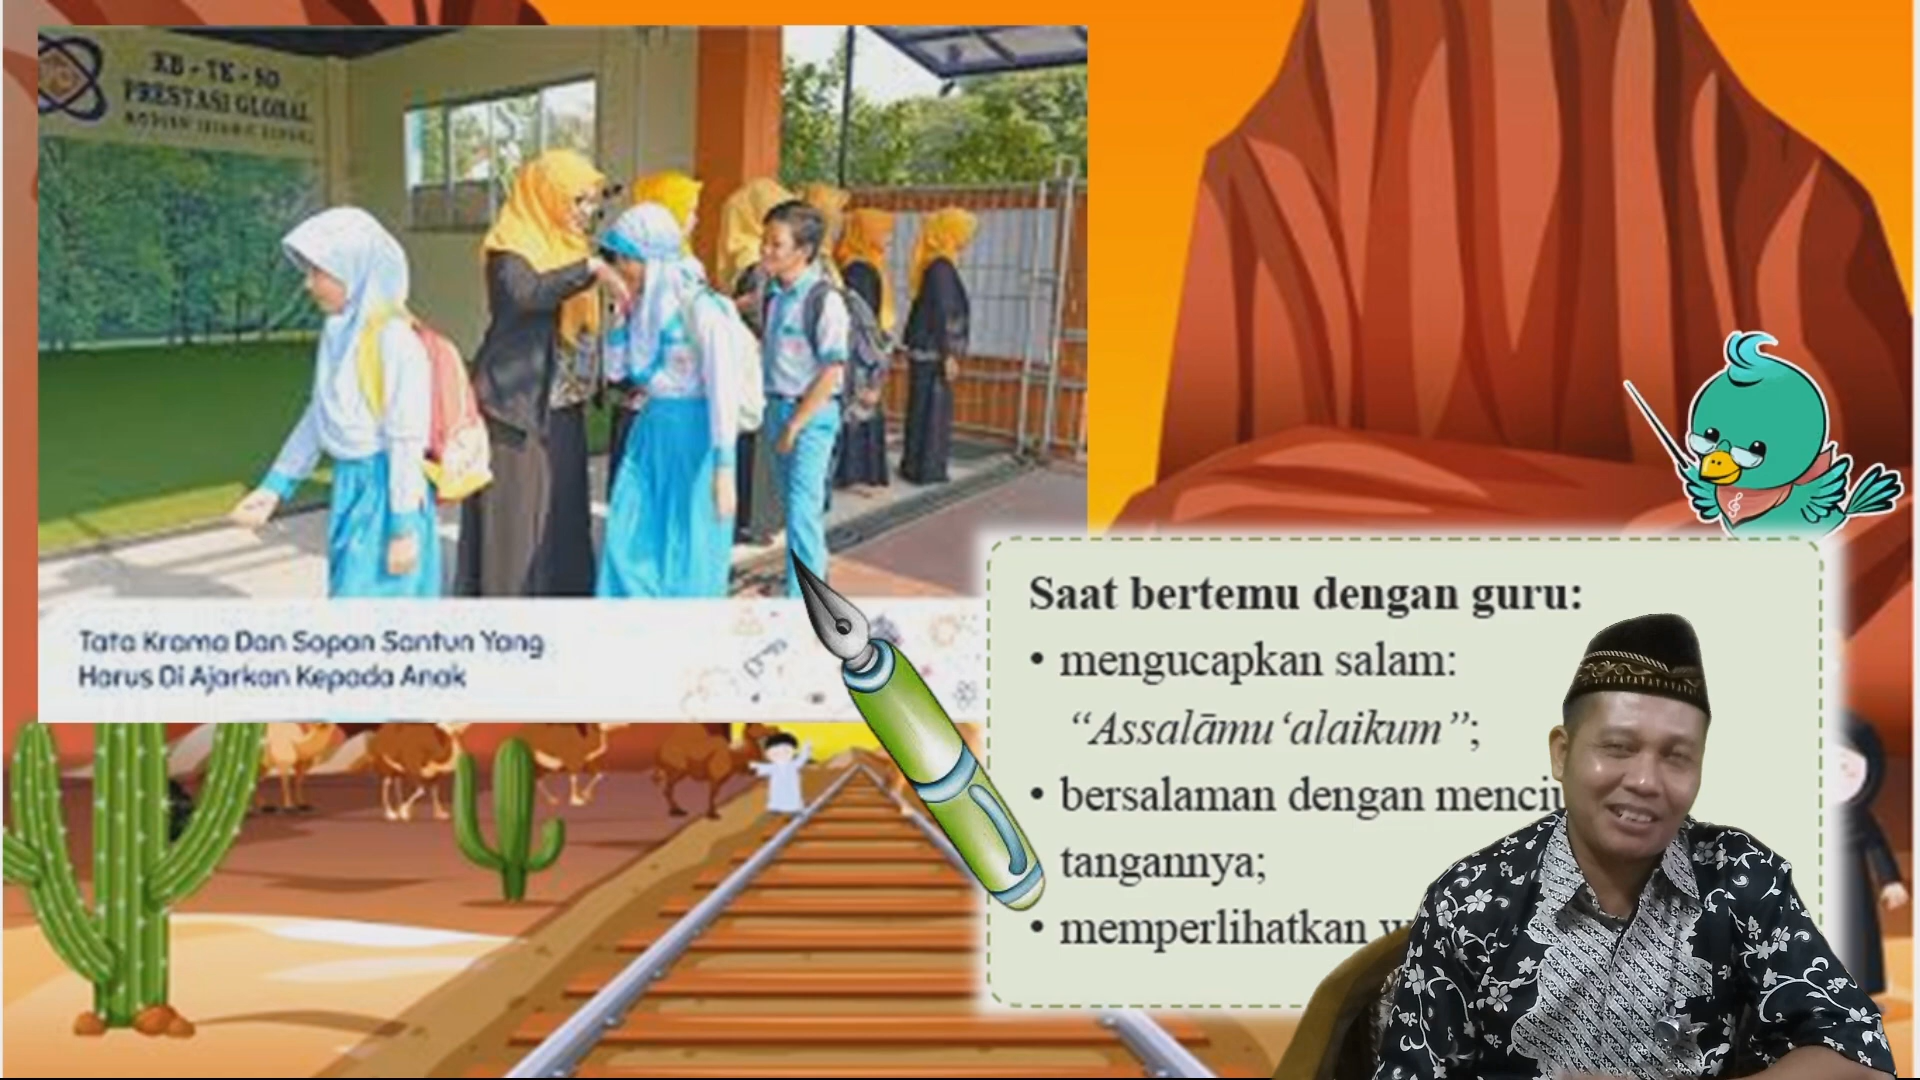 KB - TK - SD
PRESTASI GLOBAL
Tata Krama Dan Sopan Santun Yang
Harus Di Ajarkan Kepada Anak
Saat bertemu dengan guru:
• mengucapkan salam:
“Assalāmu‘alaikum”;
• bersalaman dengan menciu
tangannya;
• memperlihatkan w